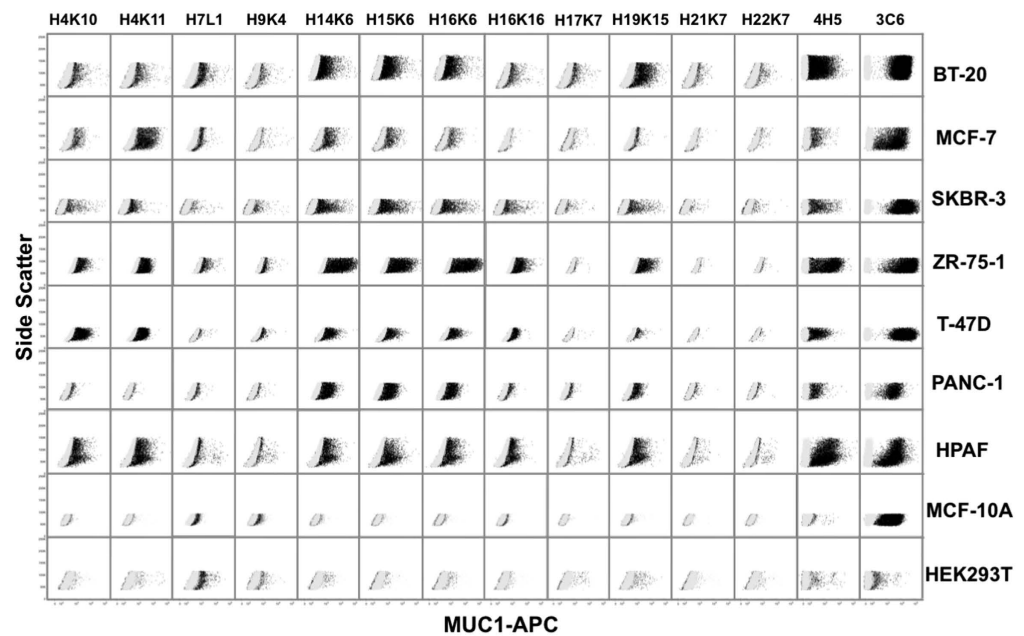 H4K10 H4K11 H7L1 H9K4 H14K6 H15K6 H16K6 H16K16 H17K7 H19K15 H21K7 H22K7 4H5 3C6
BT-20
MCF-7
SKBR-3
Side Scatter
ZR-75-1
T-47D
PANC-1
HPAF
MCF-10A
HEK293T
MUC1-APC